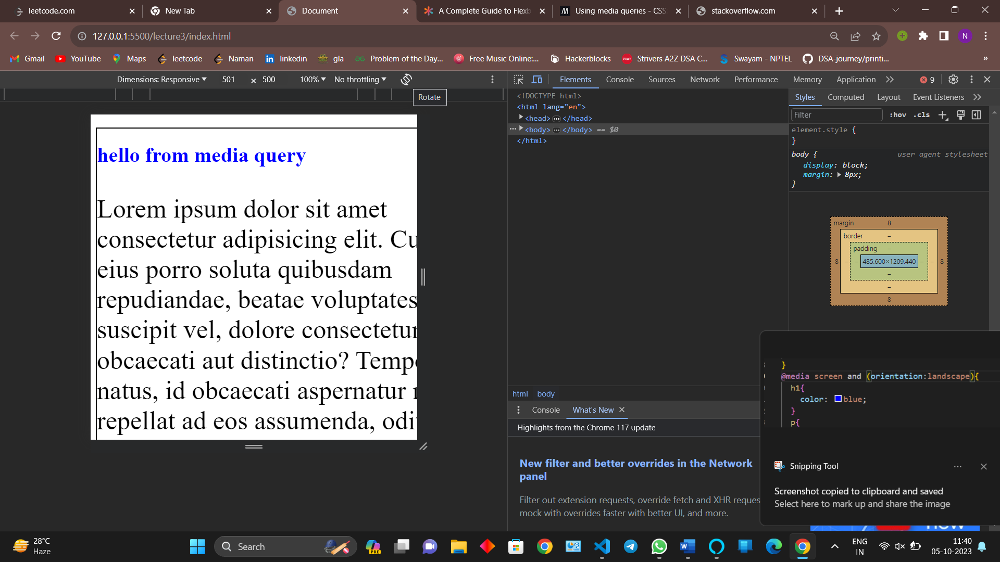 leetcode.com
New Tab
Document
A Complete Guide to Flexb
Using media queries - CSS:
stackoverflow.com
127.0.0.1:5500/lecture3/index.html
N
Gmail
YouTube
Maps
leetcode
Naman
linkedin
gla
Problem of the Day...
Free Music Online:...
Hackerblocks
TUF
Strivers A2Z DSA C...
Swayam - NPTEL
DSA-journey/printi...
»
Dimensions: Responsive
501 × 500
100%
No throttling
Rotate
Elements
Console
Sources
Network
Performance
Memory
Application
9
<!DOCTYPE html>
<html lang="en">
<head> ••• </head>
••• <body> ••• </body> == $0
</html>
Styles
Computed
Layout
Event Listeners
Filter
:hov .cls
element.style {
}
body {
user agent stylesheet
display: block;
margin: 8px;
}
margin 8
border –
padding –
8 – – 485.600×1209.440 – – 8
–
–
8
hello from media query
Lorem ipsum dolor sit amet
consectetur adipisicing elit. Cu
eius porro soluta quibusdam
repudiandae, beatae voluptates
suscipit vel, dolore consectetur
obcaecati aut distinctio? Tempo
natus, id obcaecati aspernatur
repellat ad eos assumenda, odit
html body
Console
What's New
Highlights from the Chrome 117 update
New filter and better overrides in the Network
panel
Filter out extension requests, override fetch and XHR reques
mock with overrides faster with better UI, and more.
}
@media screen and (orientation:landscape){
h1{
color: blue;
}
p{
Snipping Tool
Screenshot copied to clipboard and saved
Select here to mark up and share the image
new
28°C
Haze
Search
PRE
ENG
IN
11:40
05-10-2023